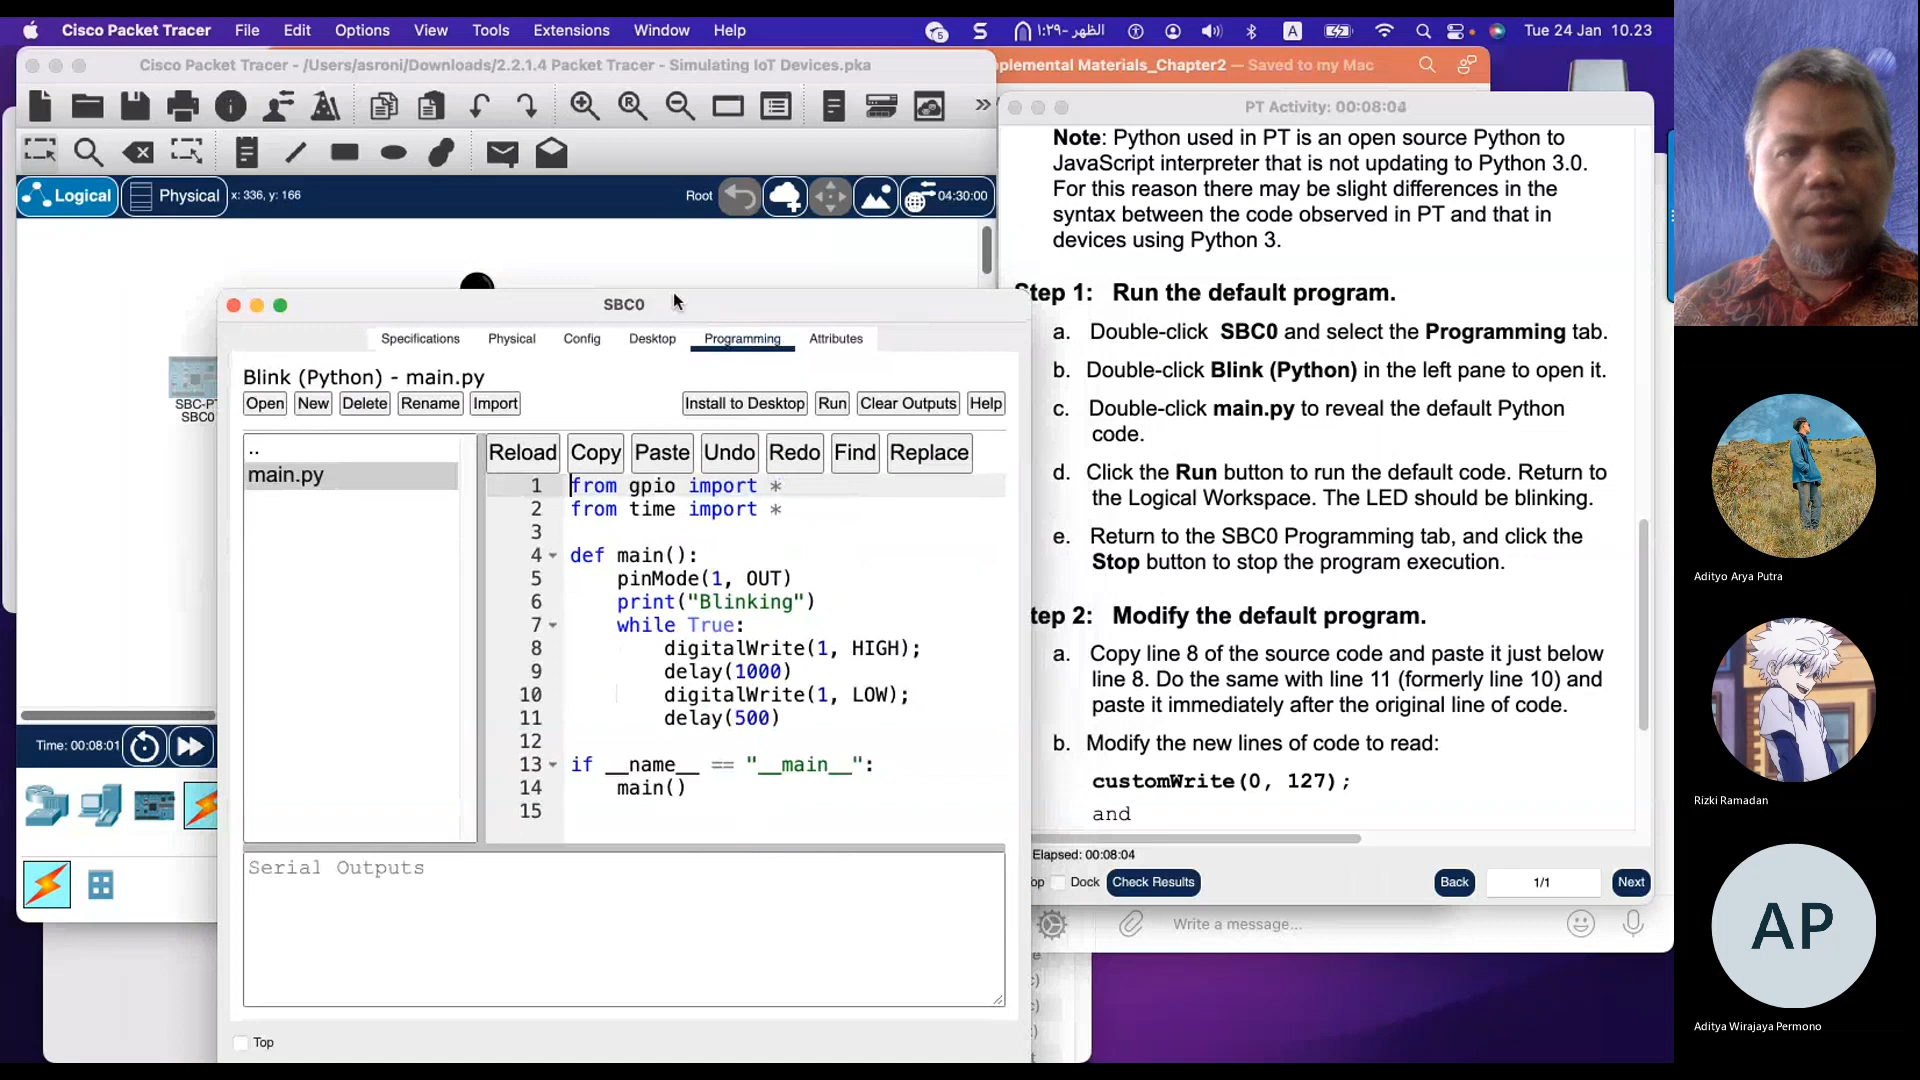 Cisco Packet Tracer File Edit Options View Tools Extensions Window Help
5 S الظهر -١:٢٩ A Tue 24 Jan 10.23
Cisco Packet Tracer - /Users/asroni/Downloads/2.2.1.4 Packet Tracer - Simulating IoT Devices.pka
pplemental Materials_Chapter2 — Saved to my Mac
Logical Physical x: 336, y: 166 Root 04:30:00
SBC-PT
SBC0
Time: 00:08:01
SBC0
Specifications Physical Config Desktop Programming Attributes
Blink (Python) - main.py
Open New Delete Rename Import Install to Desktop Run Clear Outputs Help
..
main.py
Reload Copy Paste Undo Redo Find Replace
1 from gpio import *
2 from time import *
3
4 def main():
5 pinMode(1, OUT)
6 print("Blinking")
7 while True:
8 digitalWrite(1, HIGH);
9 delay(1000)
10 digitalWrite(1, LOW);
11 delay(500)
12
13 if __name__ == "__main__":
14 main()
15
Serial Outputs
Top
PT Activity: 00:08:04
Note: Python used in PT is an open source Python to
JavaScript interpreter that is not updating to Python 3.0.
For this reason there may be slight differences in the
syntax between the code observed in PT and that in
devices using Python 3.
Step 1: Run the default program.
a. Double-click SBC0 and select the Programming tab.
b. Double-click Blink (Python) in the left pane to open it.
c. Double-click main.py to reveal the default Python
code.
d. Click the Run button to run the default code. Return to
the Logical Workspace. The LED should be blinking.
e. Return to the SBC0 Programming tab, and click the
Stop button to stop the program execution.
tep 2: Modify the default program.
a. Copy line 8 of the source code and paste it just below
line 8. Do the same with line 11 (formerly line 10) and
paste it immediately after the original line of code.
b. Modify the new lines of code to read:
customWrite(0, 127);
and
Elapsed: 00:08:04
op Dock Check Results Back 1/1 Next
Write a message...
Adityo Arya Putra
Rizki Ramadan
AP
Aditya Wirajaya Permono